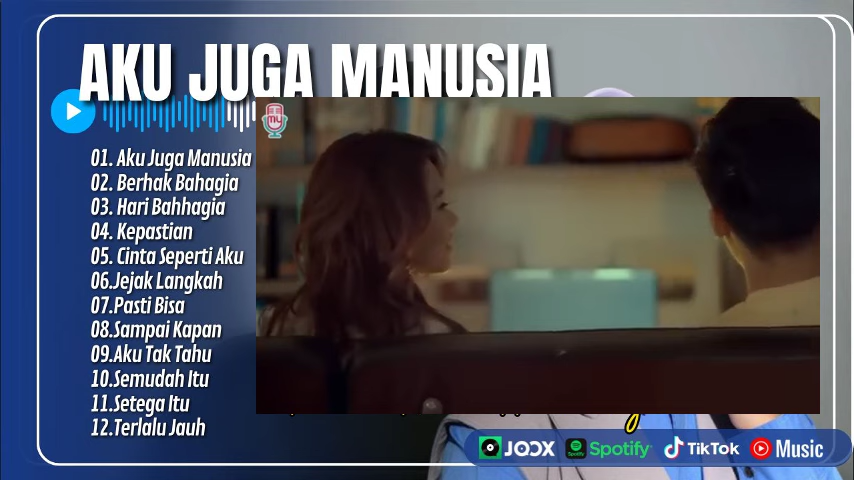 AKU JUGA MANUSIA
01. Aku Juga Manusia
02. Berhak Bahagia
03. Hari Bahhagia
04. Kepastian
05. Cinta Seperti Aku
06.Jejak Langkah
07.Pasti Bisa
08.Sampai Kapan
09.Aku Tak Tahu
10.Semudah Itu
11.Setega Itu
12.Terlalu Jauh
JOOX Spotify TikTok Music